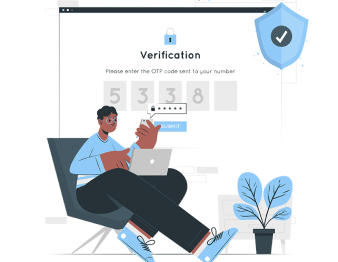 Verification
Please enter the OTP code sent to your number
5 3 3 8
*****
SUBMIT